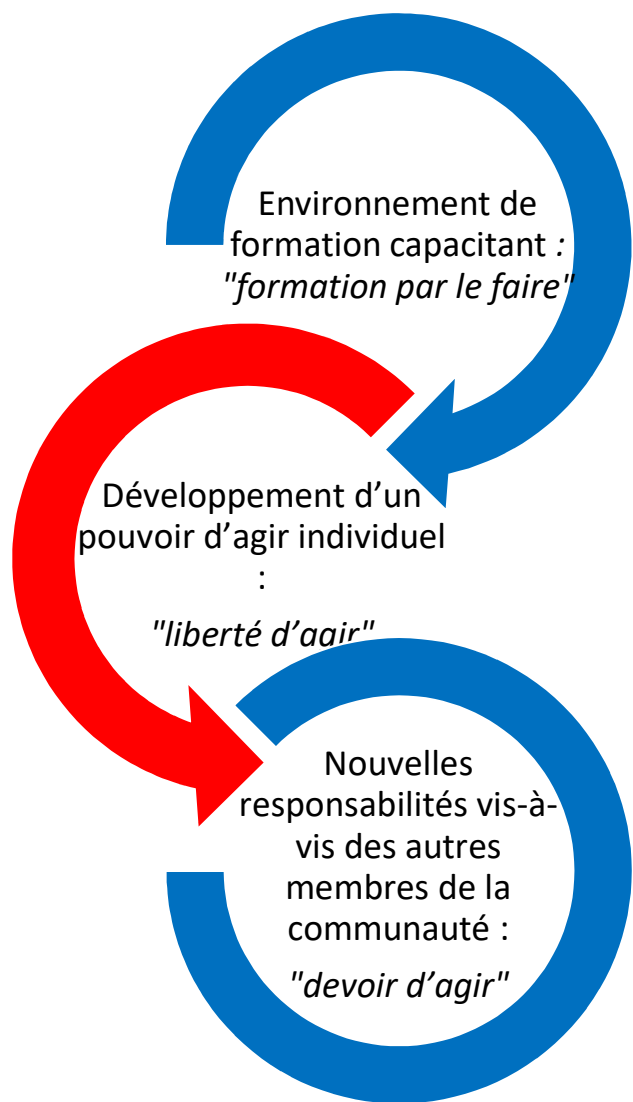 Environnement de
formation capacitant :
"formation par le faire"
Développement d’un
pouvoir d’agir individuel
:
"liberté d’agir"
Nouvelles
responsabilités vis-à-
vis des autres
membres de la
communauté :
"devoir d’agir"